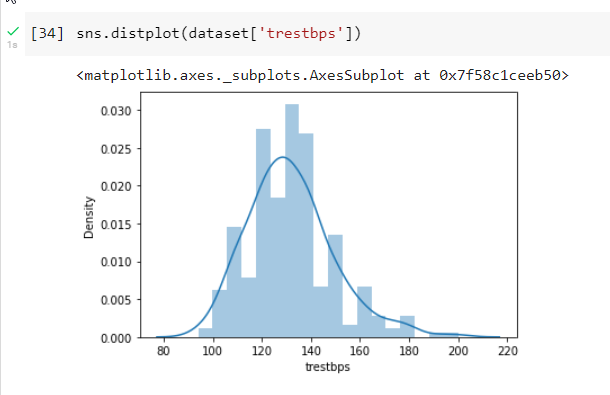 [34] sns.distplot(dataset['trestbps'])
1s
<matplotlib.axes._subplots.AxesSubplot at 0x7f58c1ceeb50>
0.030
0.025
0.020
0.015
0.010
0.005
0.000
Density
80 100 120 140 160 180 200 220
trestbps